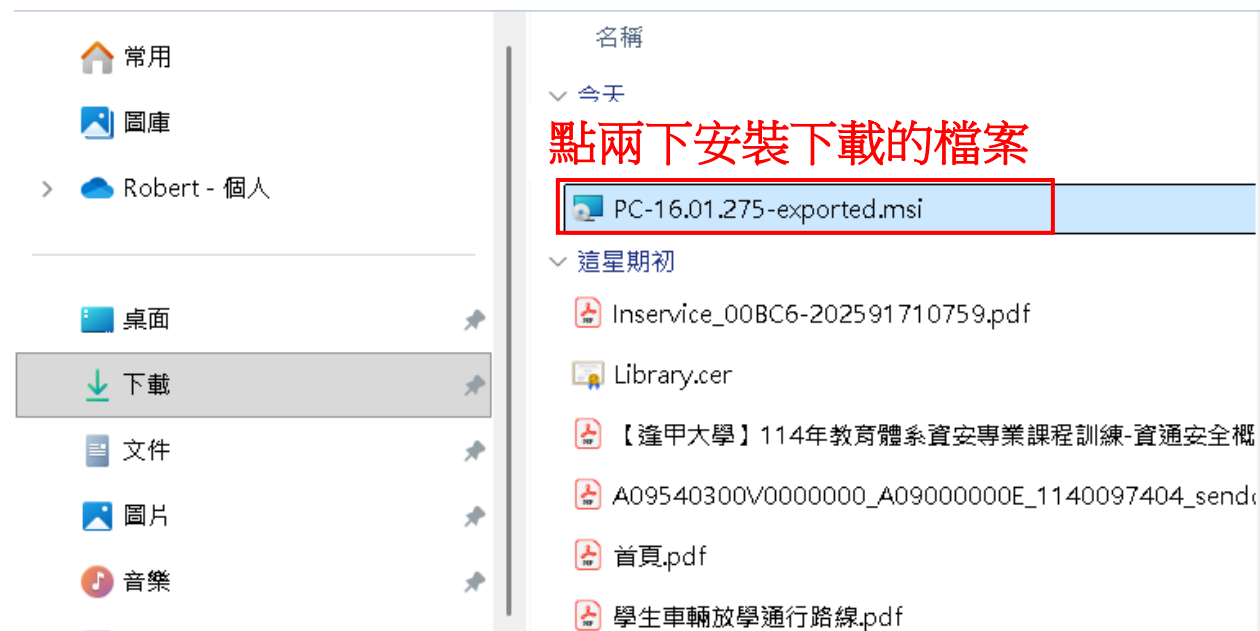 常用
圖庫
Robert - 個人
桌面
下載
文件
圖片
音樂
名稱
今天
點兩下安裝下載的檔案
PC-16.01.275-exported.msi
這星期初
Inservice_00BC6-202591710759.pdf
Library.cer
【逢甲大學】114年教育體系資安專業課程訓練-資通安全概
A09540300V0000000_A09000000E_1140097404_send
首頁.pdf
學生車輛放學通行路線.pdf